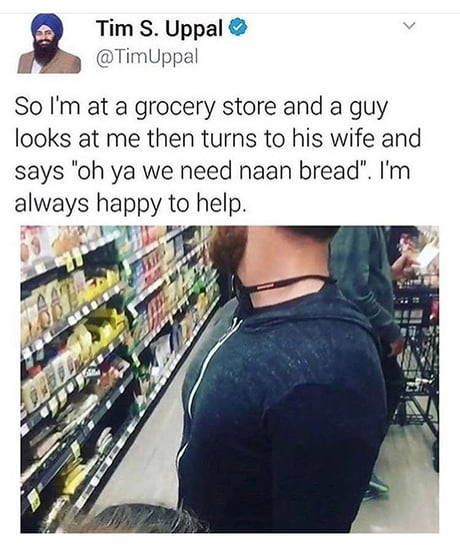 Tim S. Uppal
@TimUppal
So I'm at a grocery store and a guy
looks at me then turns to his wife and
says "oh ya we need naan bread". I'm
always happy to help.